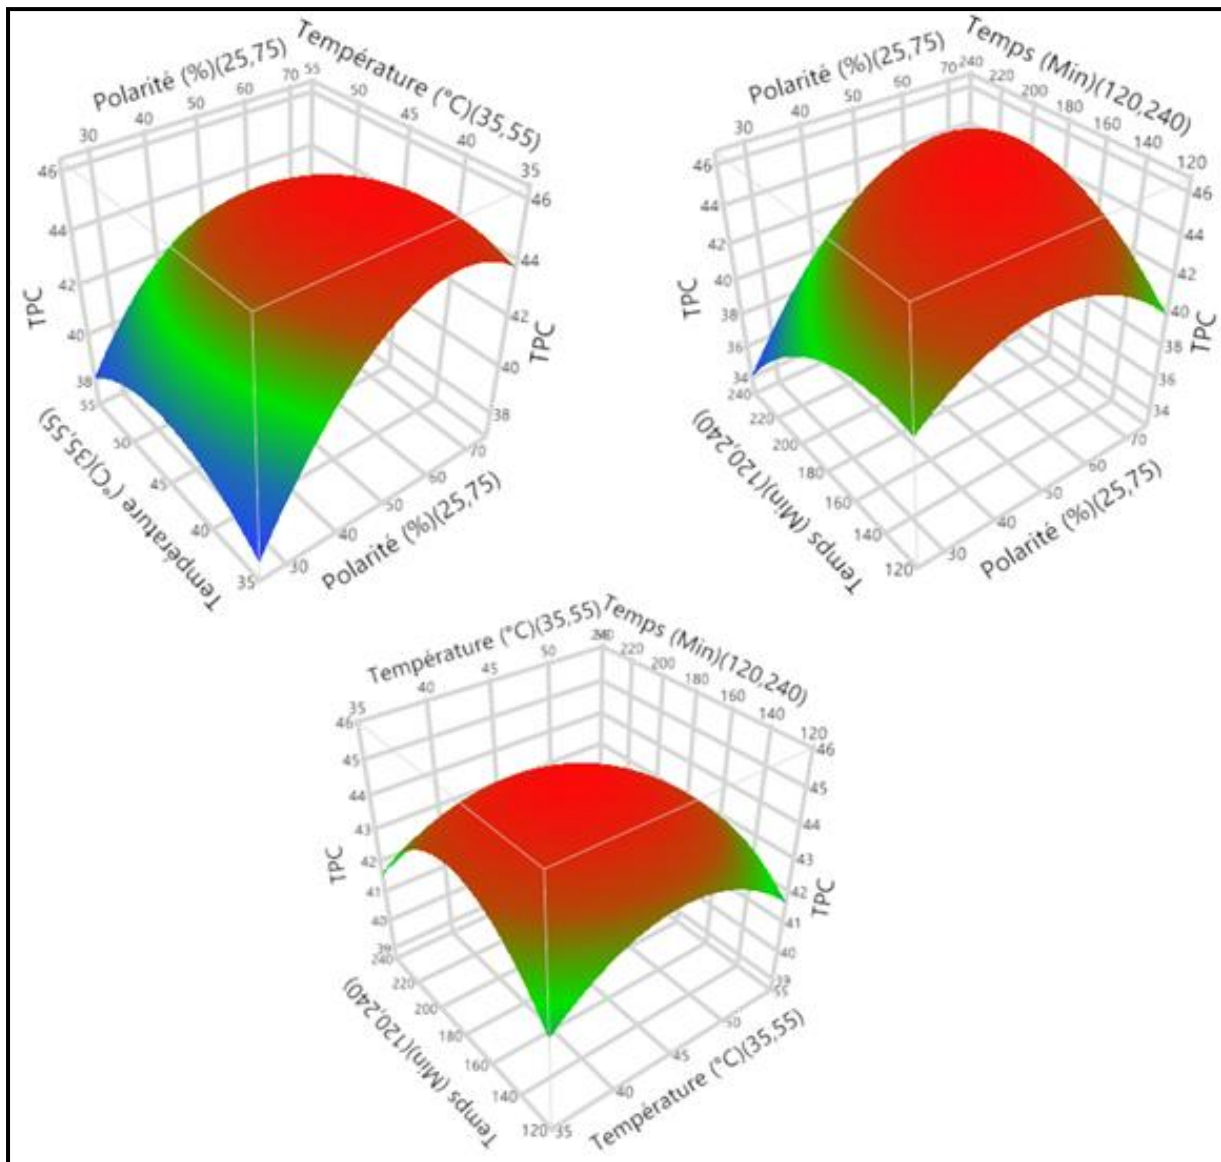 Polarité (%)(25,75)
Température (°C)(35,55)
30 40 50 60 70 55 50 45 40 35
46 44 42 40 38
TPC
46 44 42 40 38
TPC
55 50 45 40 35
Température (°C)(35,55)
30 40 50 60 70
Polarité (%)(25,75)
Polarité (%)(25,75)
Temps (Min)(120,240)
30 40 50 60 70 240 220 200 180 160 140 120
46 44 42 40 38 36 34
TPC
46 44 42 40 38 36 34
TPC
240 220 200 180 160 140 120
Temps (Min)(120,240)
30 40 50 60 70
Polarité (%)(25,75)
Température (°C)(35,55)
Temps (Min)(120,240)
35 40 45 50 220 200 180 160 140 120
46 45 44 43 42 41 40 39
TPC
46 45 44 43 42 41 40 39
TPC
240 220 200 180 160 140 120
Temps (Min)(120,240)
35 40 45 50 55
Température (°C)(35,55)